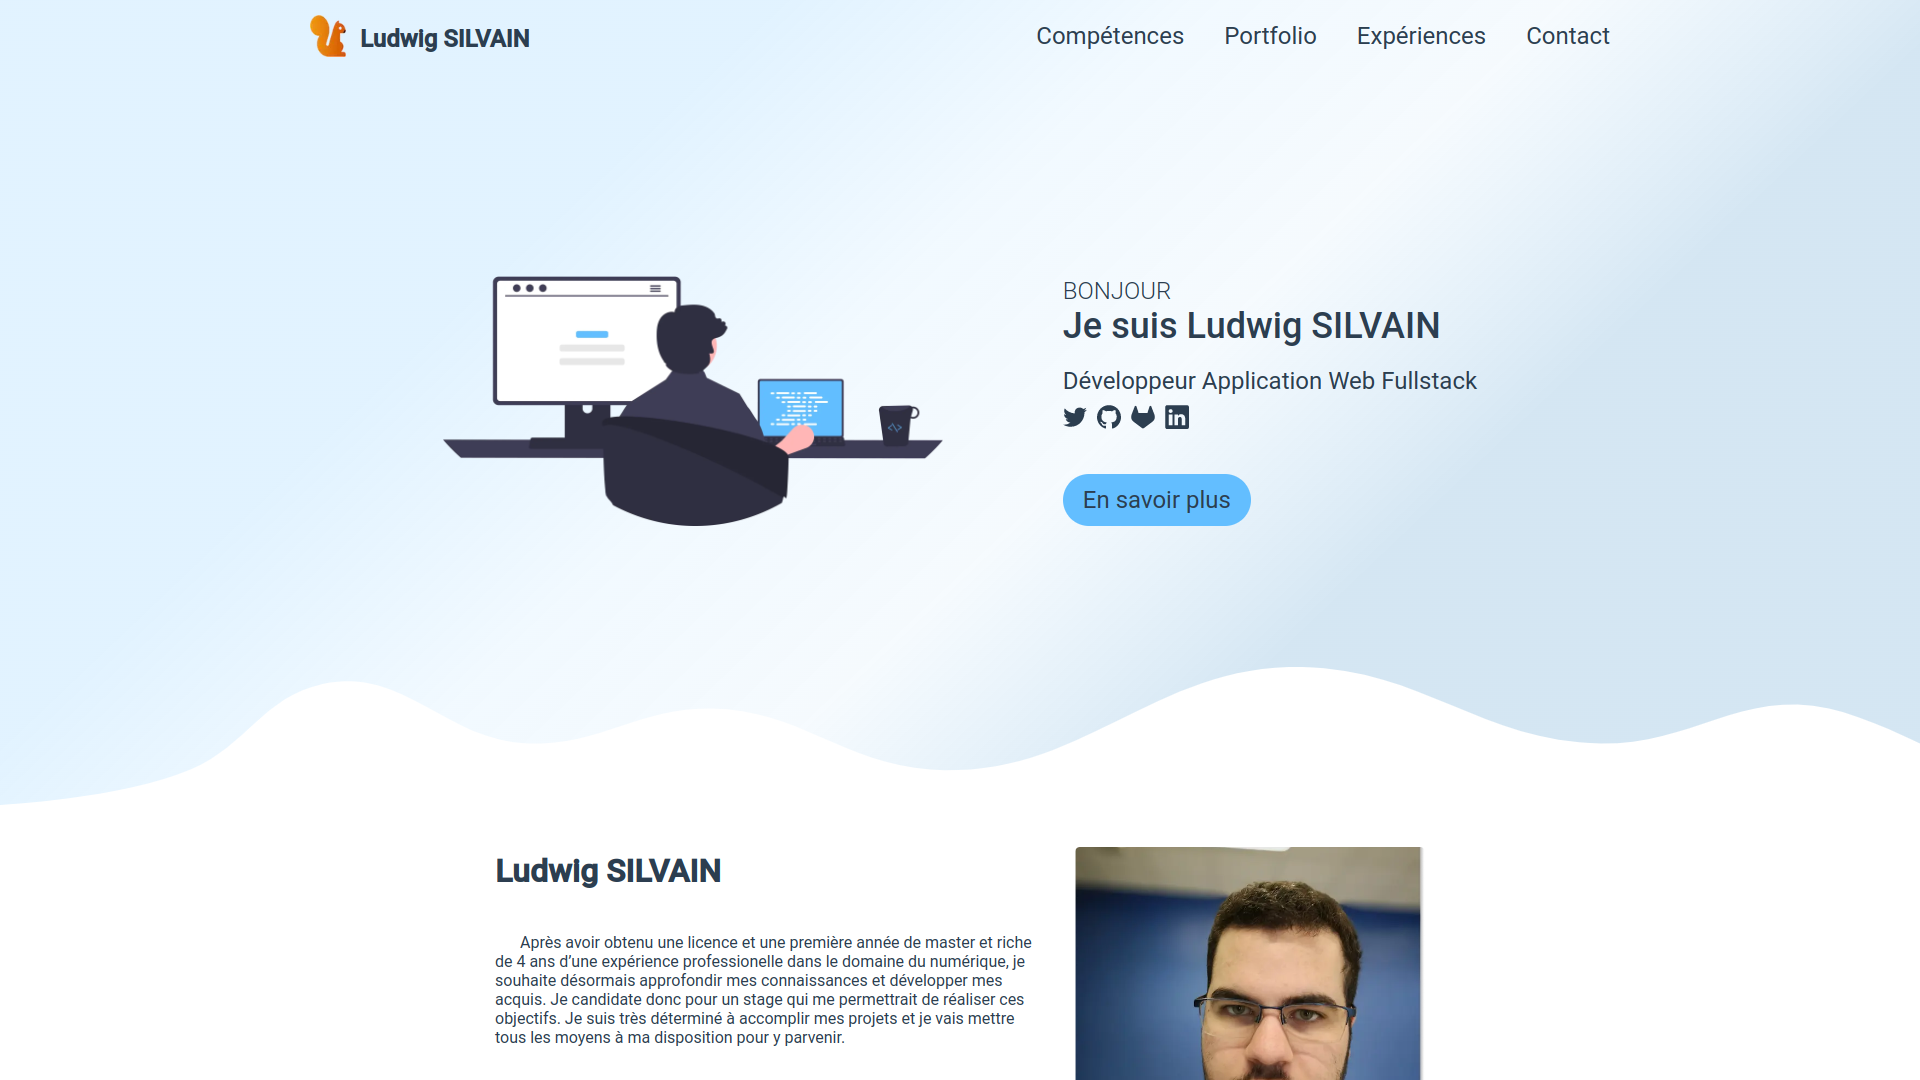 Ludwig SILVAIN
Compétences
Portfolio
Expériences
Contact
BONJOUR
Je suis Ludwig SILVAIN
Développeur Application Web Fullstack
En savoir plus
Ludwig SILVAIN
Après avoir obtenu une licence et une première année de master et riche
de 4 ans d’une expérience professionelle dans le domaine du numérique, je
souhaite désormais approfondir mes connaissances et développer mes
acquis. Je candidate donc pour un stage qui me permettrait de réaliser ces
objectifs. Je suis très déterminé à accomplir mes projets et je vais mettre
tous les moyens à ma disposition pour y parvenir.